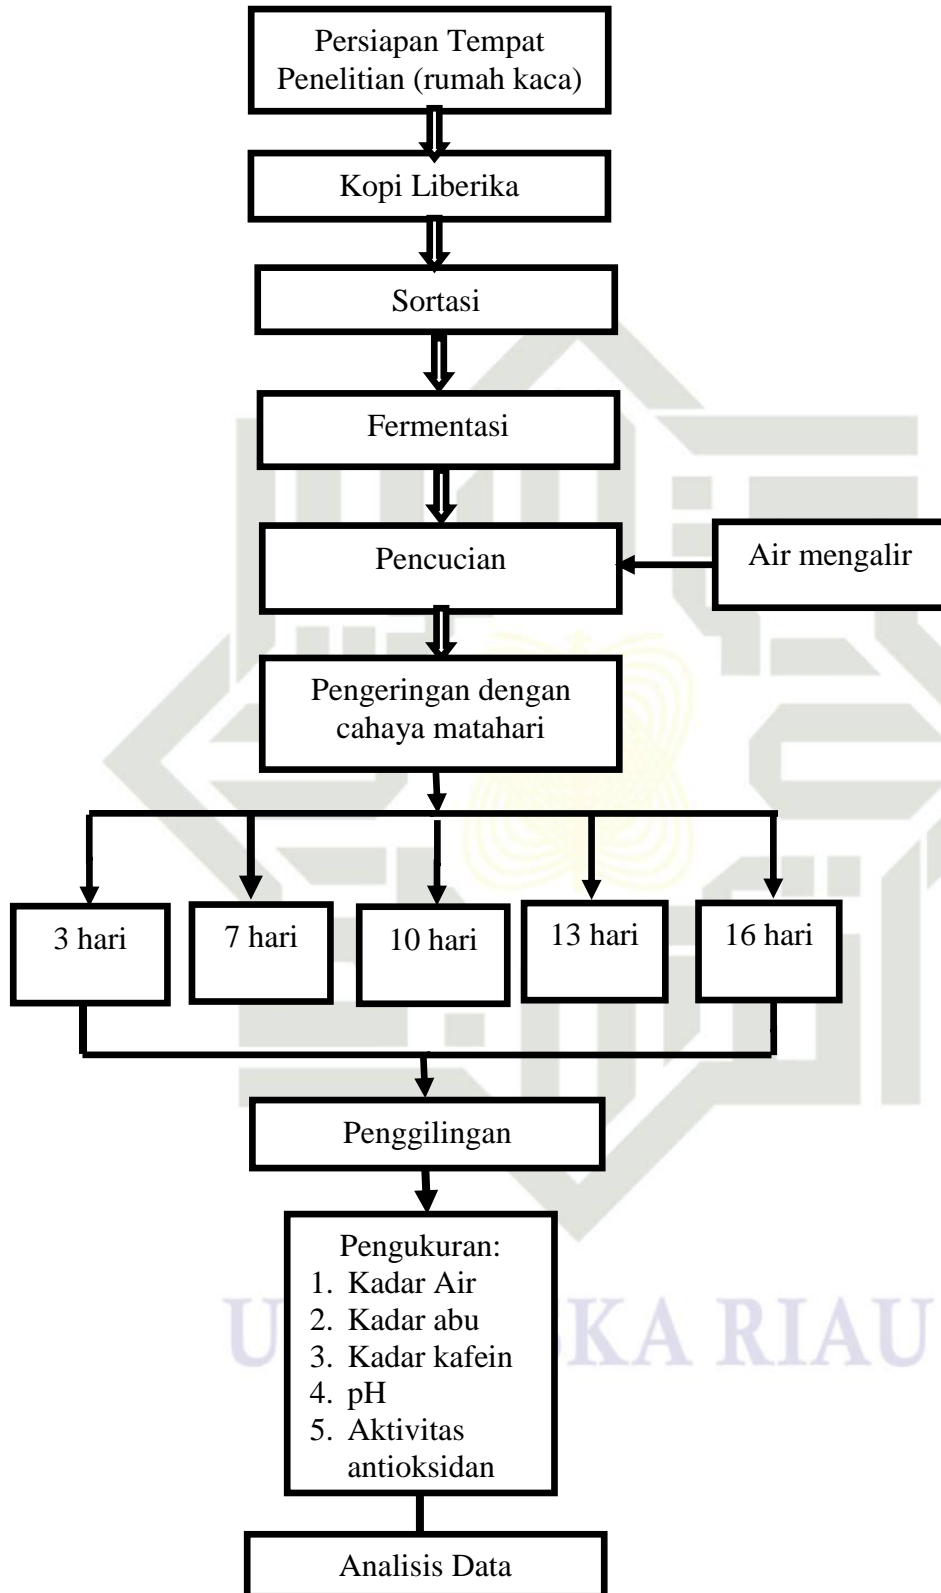 Persiapan Tempat
Penelitian (rumah kaca)
Kopi Liberika
Sortasi
Fermentasi
Pencucian
Air mengalir
Pengeringan dengan
cahaya matahari
3 hari
7 hari
10 hari
13 hari
16 hari
Penggilingan
Pengukuran:
1. Kadar Air
2. Kadar abu
3. Kadar kafein
4. pH
5. Aktivitas
antioksidan
Analisis Data
KA RIAU